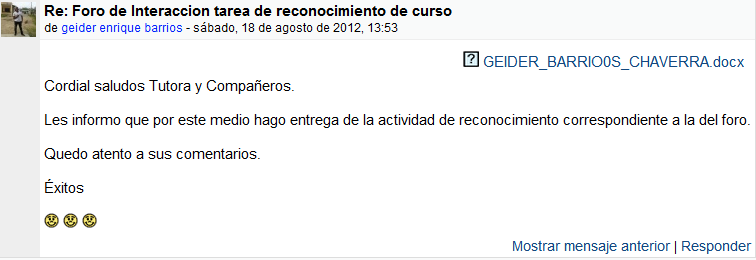 Re: Foro de Interaccion tarea de reconocimiento de curso
de geider enrique barrios - sábado, 18 de agosto de 2012, 13:53
GEIDER_BARRIO0S_CHAVERRA.docx
Cordial saludos Tutora y Compañeros.
Les informo que por este medio hago entrega de la actividad de reconocimiento correspondiente a la del foro.
Quedo atento a sus comentarios.
Éxitos
Mostrar mensaje anterior | Responder